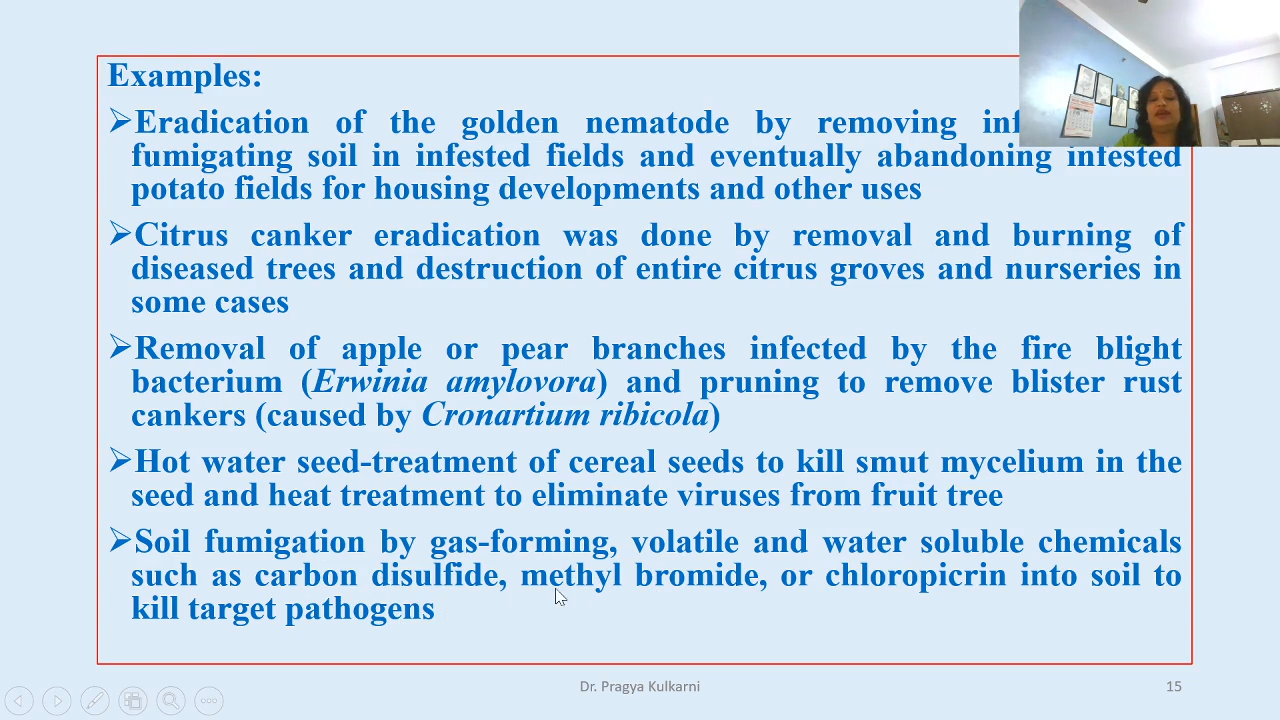 Examples:
➢Eradication of the golden nematode by removing
fumigating soil in infested fields and eventually abandoning infested
potato fields for housing developments and other uses
➢Citrus canker eradication was done by removal and burning of
diseased trees and destruction of entire citrus groves and nurseries in
some cases
➢Removal of apple or pear branches infected by the fire blight
bacterium (Erwinia amylovora) and pruning to remove blister rust
cankers (caused by Cronartium ribicola)
➢Hot water seed-treatment of cereal seeds to kill smut mycelium in the
seed and heat treatment to eliminate viruses from fruit tree
➢Soil fumigation by gas-forming, volatile and water soluble chemicals
such as carbon disulfide, methyl bromide, or chloropicrin into soil to
kill target pathogens
Dr. Pragya Kulkarni
15